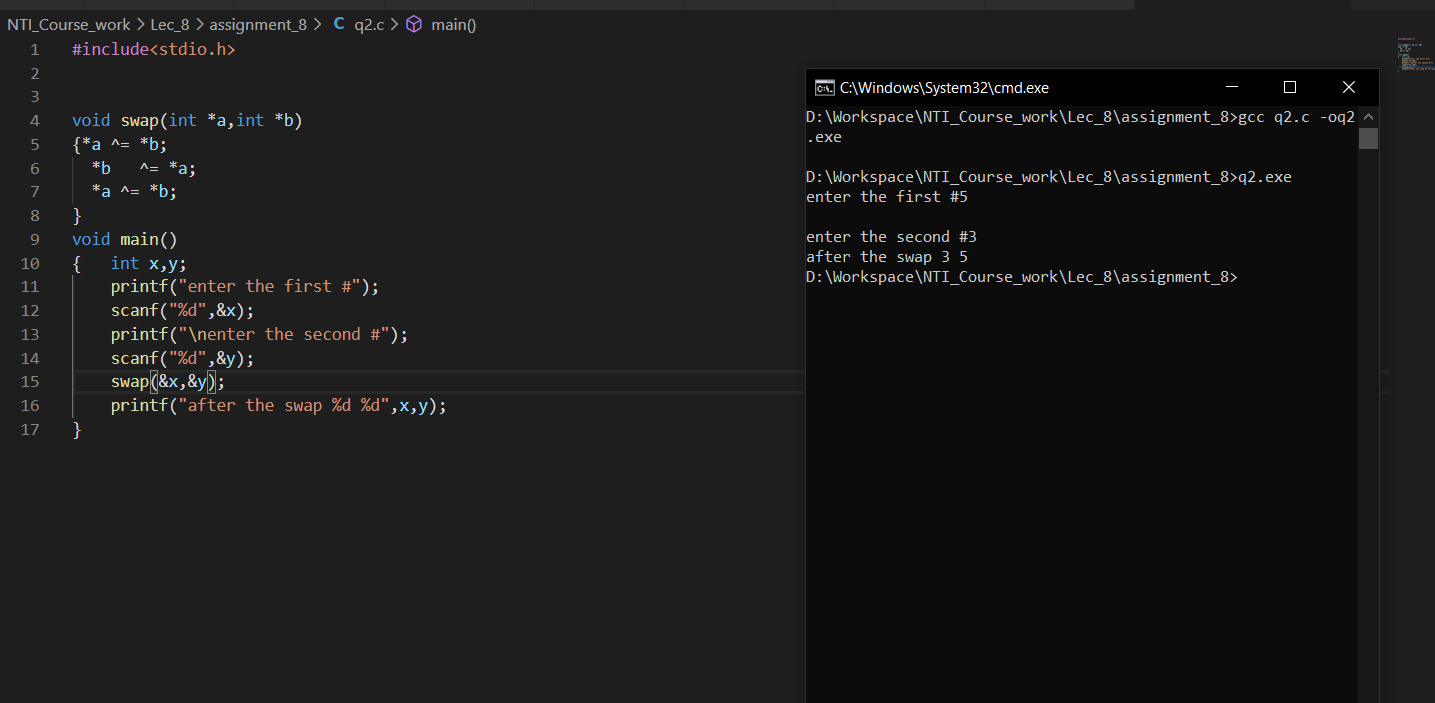 NTI_Course_work > Lec_8 > assignment_8 > C q2.c > main()
1 #include<stdio.h>
2
3
4 void swap(int *a,int *b)
5 {*a ^= *b;
6   *b   ^= *a;
7   *a ^= *b;
8 }
9 void main()
10 {   int x,y;
11     printf("enter the first #");
12     scanf("%d",&x);
13     printf("\nenter the second #");
14     scanf("%d",&y);
15     swap(&x,&y);
16     printf("after the swap %d %d",x,y);
17 }
C:\Windows\System32\cmd.exe
D:\Workspace\NTI_Course_work\Lec_8\assignment_8>gcc q2.c -oq2
.exe
D:\Workspace\NTI_Course_work\Lec_8\assignment_8>q2.exe
enter the first #5
enter the second #3
after the swap 3 5
D:\Workspace\NTI_Course_work\Lec_8\assignment_8>